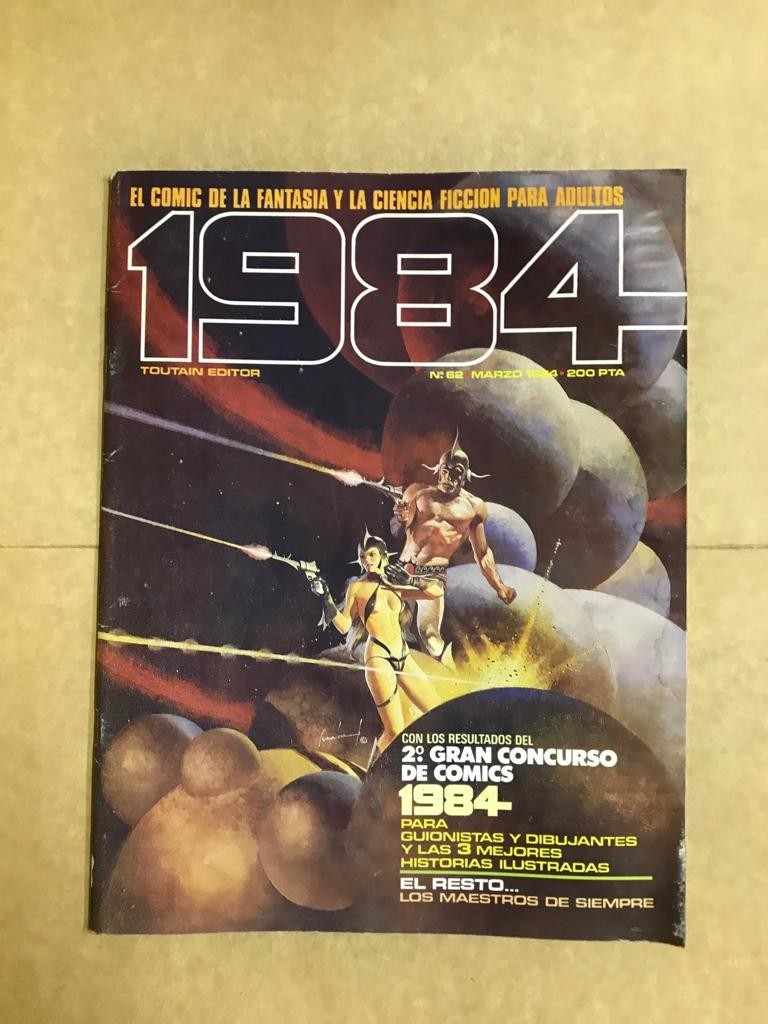 EL COMIC DE LA FANTASIA Y LA CIENCIA FICCION PARA ADULTOS
1984
TOUTAIN EDITOR
Nº 62 • MARZO 1984 • 200 PTA
CON LOS RESULTADOS DEL
2º GRAN CONCURSO
DE COMICS
1984
PARA
GUIONISTAS Y DIBUJANTES
Y LAS 3 MEJORES
HISTORIAS ILUSTRADAS
EL RESTO...
LOS MAESTROS DE SIEMPRE